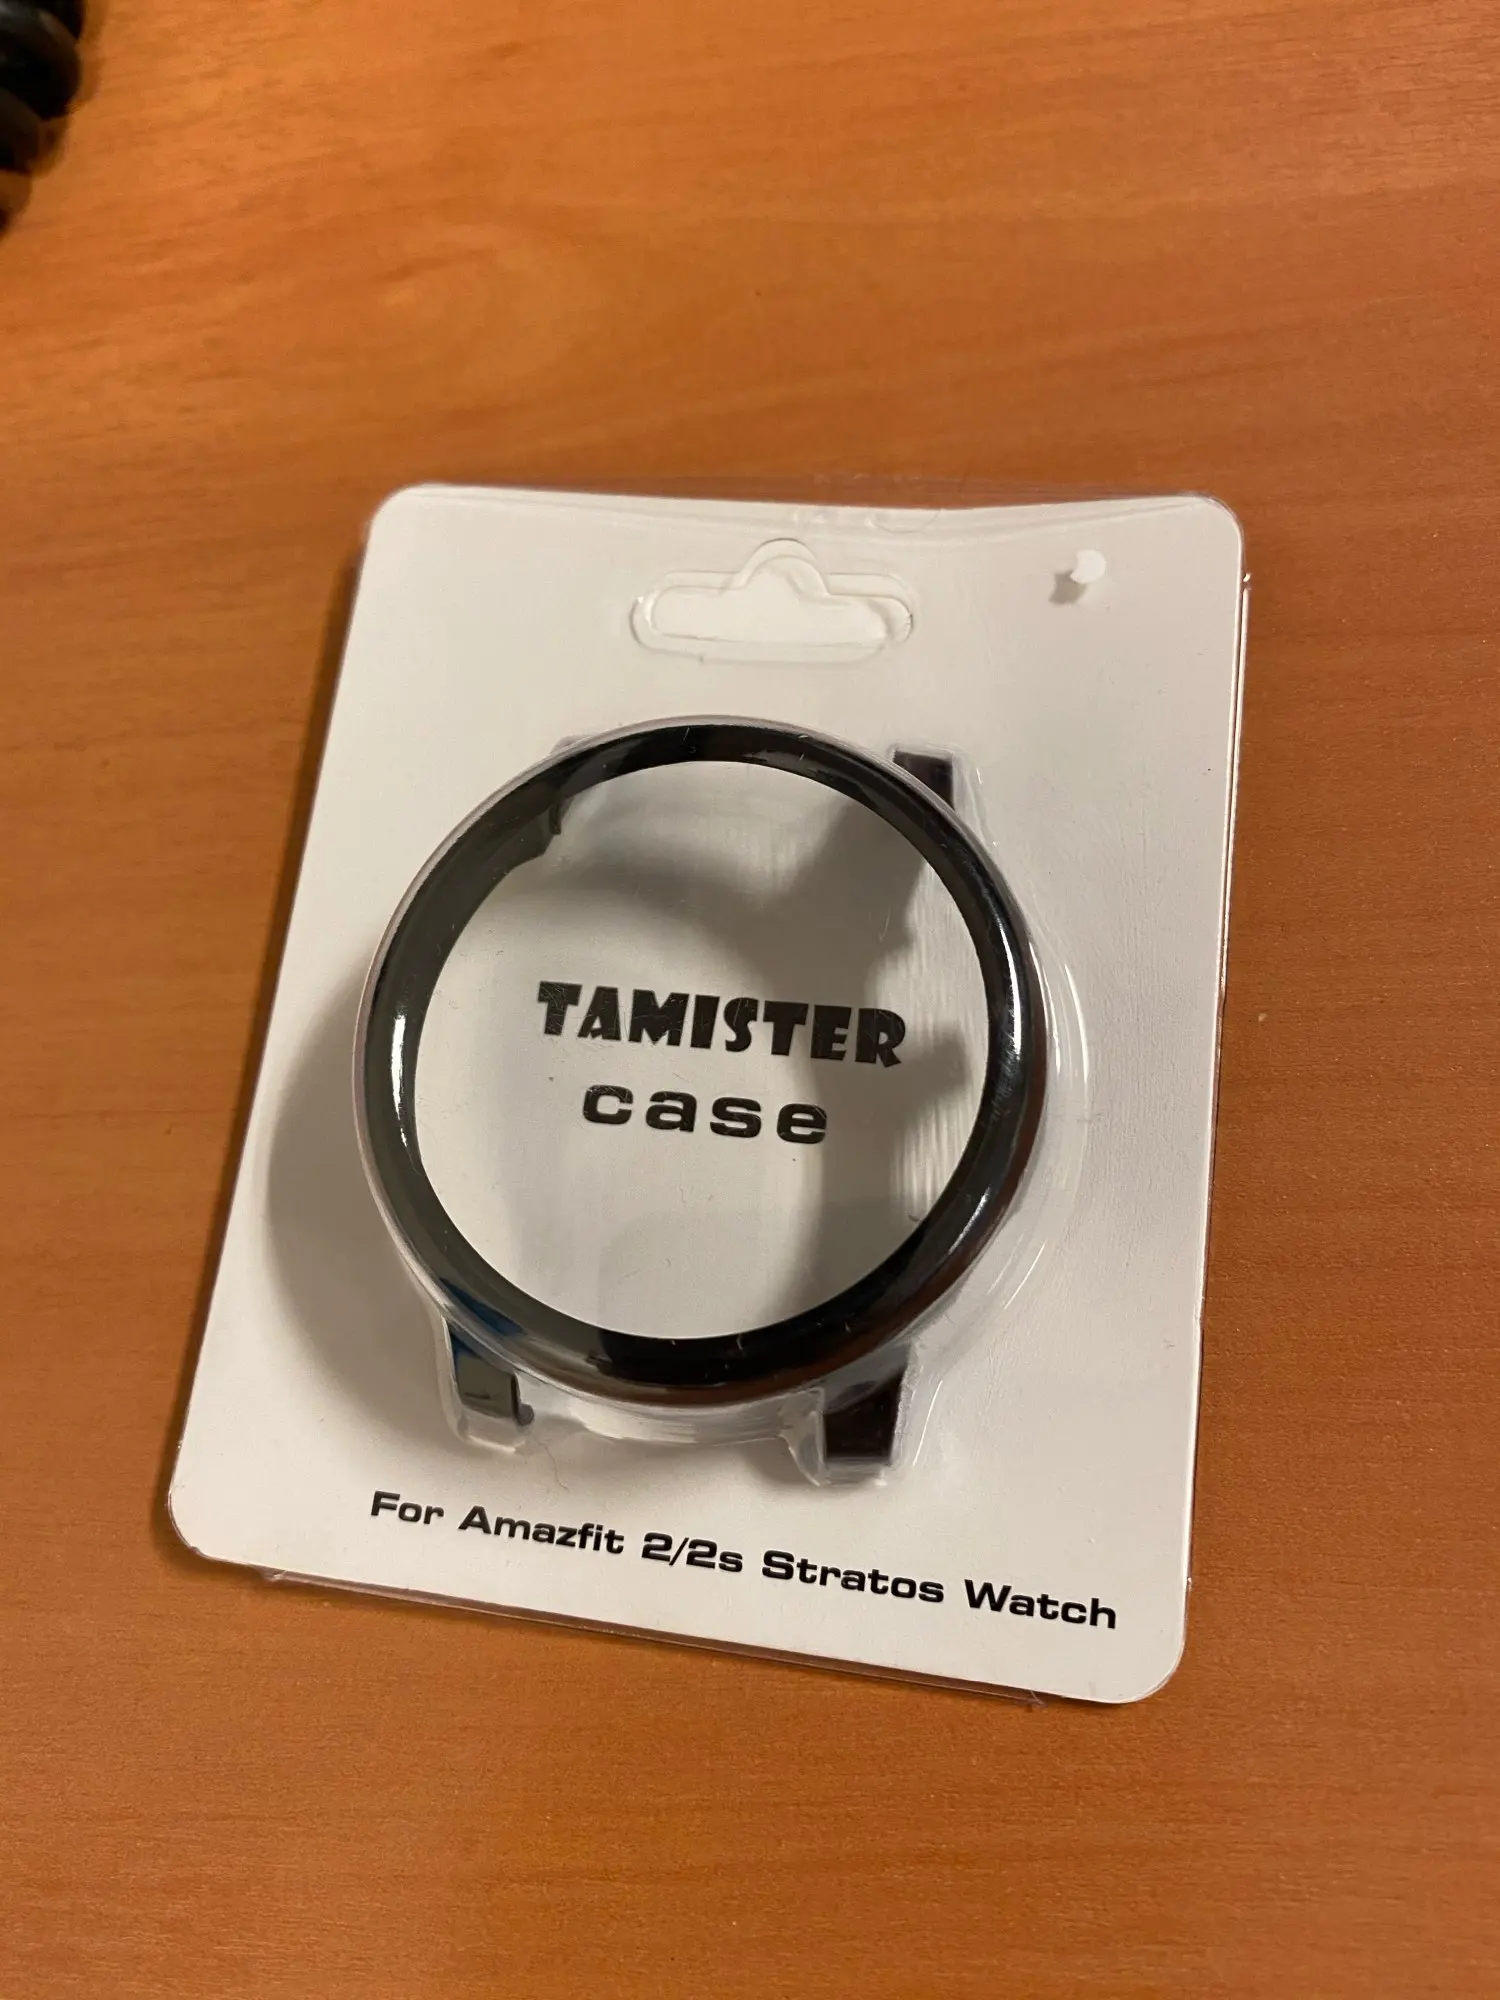 TAMISTER
case
For Amazfit 2/2s Stratos Watch